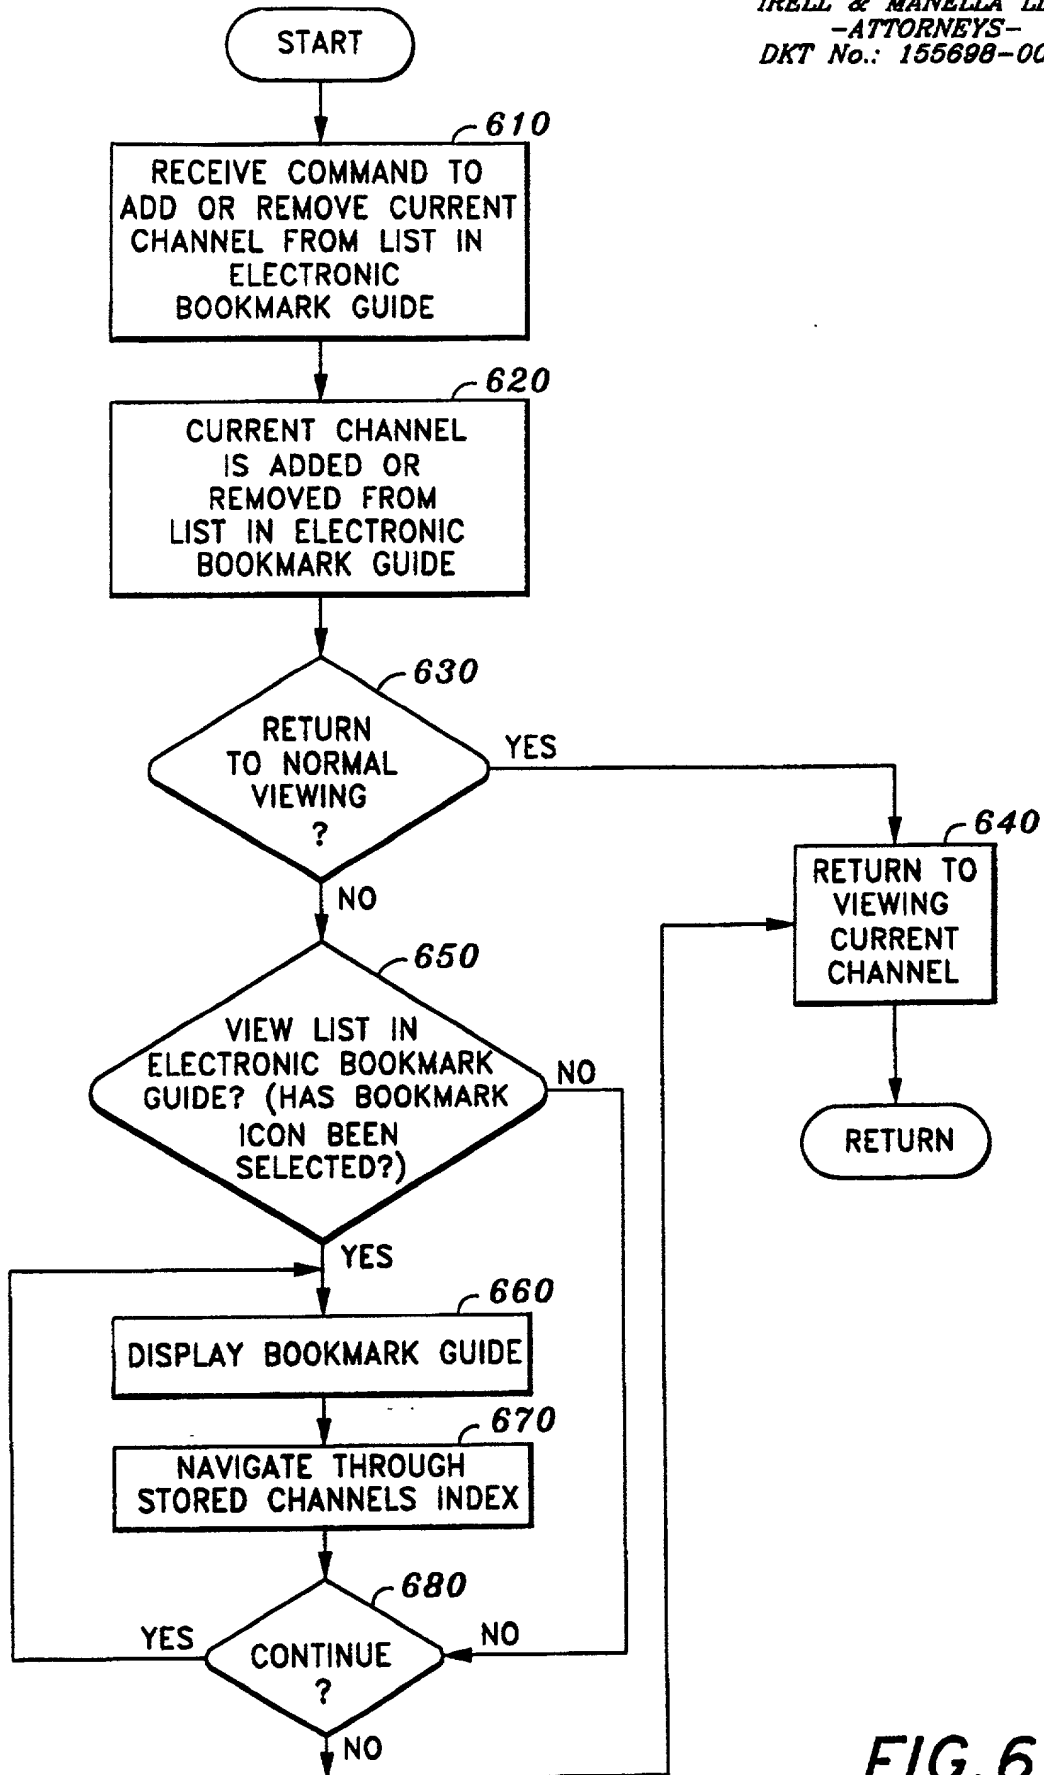 & MANELLA
-ATTORNEYS-
DKT No.: 155698-00
START
610
RECEIVE COMMAND TO
ADD OR REMOVE CURRENT
CHANNEL FROM LIST IN
ELECTRONIC
BOOKMARK GUIDE
620
CURRENT CHANNEL
IS ADDED OR
REMOVED FROM
LIST IN ELECTRONIC
BOOKMARK GUIDE
630
RETURN
TO NORMAL
VIEWING
?
YES
640
RETURN TO
VIEWING
CURRENT
CHANNEL
NO
650
VIEW LIST IN
ELECTRONIC BOOKMARK
GUIDE? (HAS BOOKMARK
ICON BEEN
SELECTED?)
NO
RETURN
YES
660
DISPLAY BOOKMARK GUIDE
670
NAVIGATE THROUGH
STORED CHANNELS INDEX
680
YES
CONTINUE
?
NO
NO
FIG.6